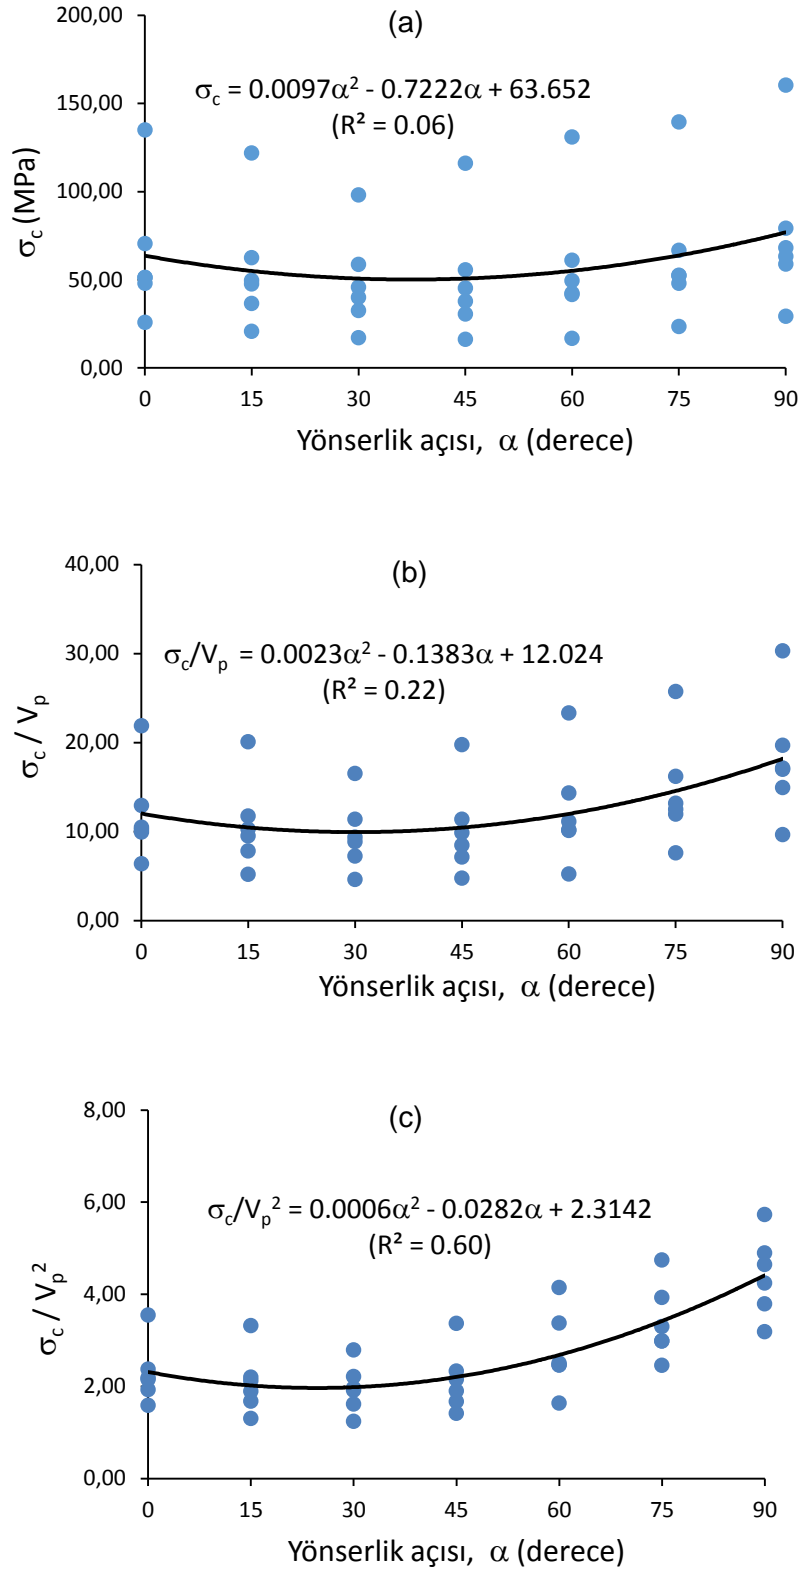 (a)
200,00
σc = 0.0097α² - 0.7222α + 63.652
(R² = 0.06)
150,00
100,00
50,00
0,00
σc (MPa)
0 15 30 45 60 75 90
Yönserlik açısı, α (derece)
(b)
40,00
σc/Vp = 0.0023α² - 0.1383α + 12.024
(R² = 0.22)
30,00
20,00
10,00
0,00
σc / Vp
0 15 30 45 60 75 90
Yönserlik açısı, α (derece)
(c)
8,00
σc/Vp² = 0.0006α² - 0.0282α + 2.3142
(R² = 0.60)
6,00
4,00
2,00
0,00
σc / Vp²
0 15 30 45 60 75 90
Yönserlik açısı, α (derece)